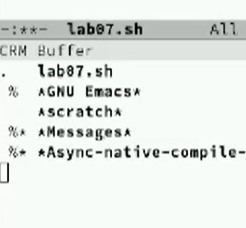 -:**-  lab07.sh  All
CRM Buffer
.   lab07.sh
 %  *GNU Emacs*
    *scratch*
 %* *Messages*
 %* *Async-native-compile-